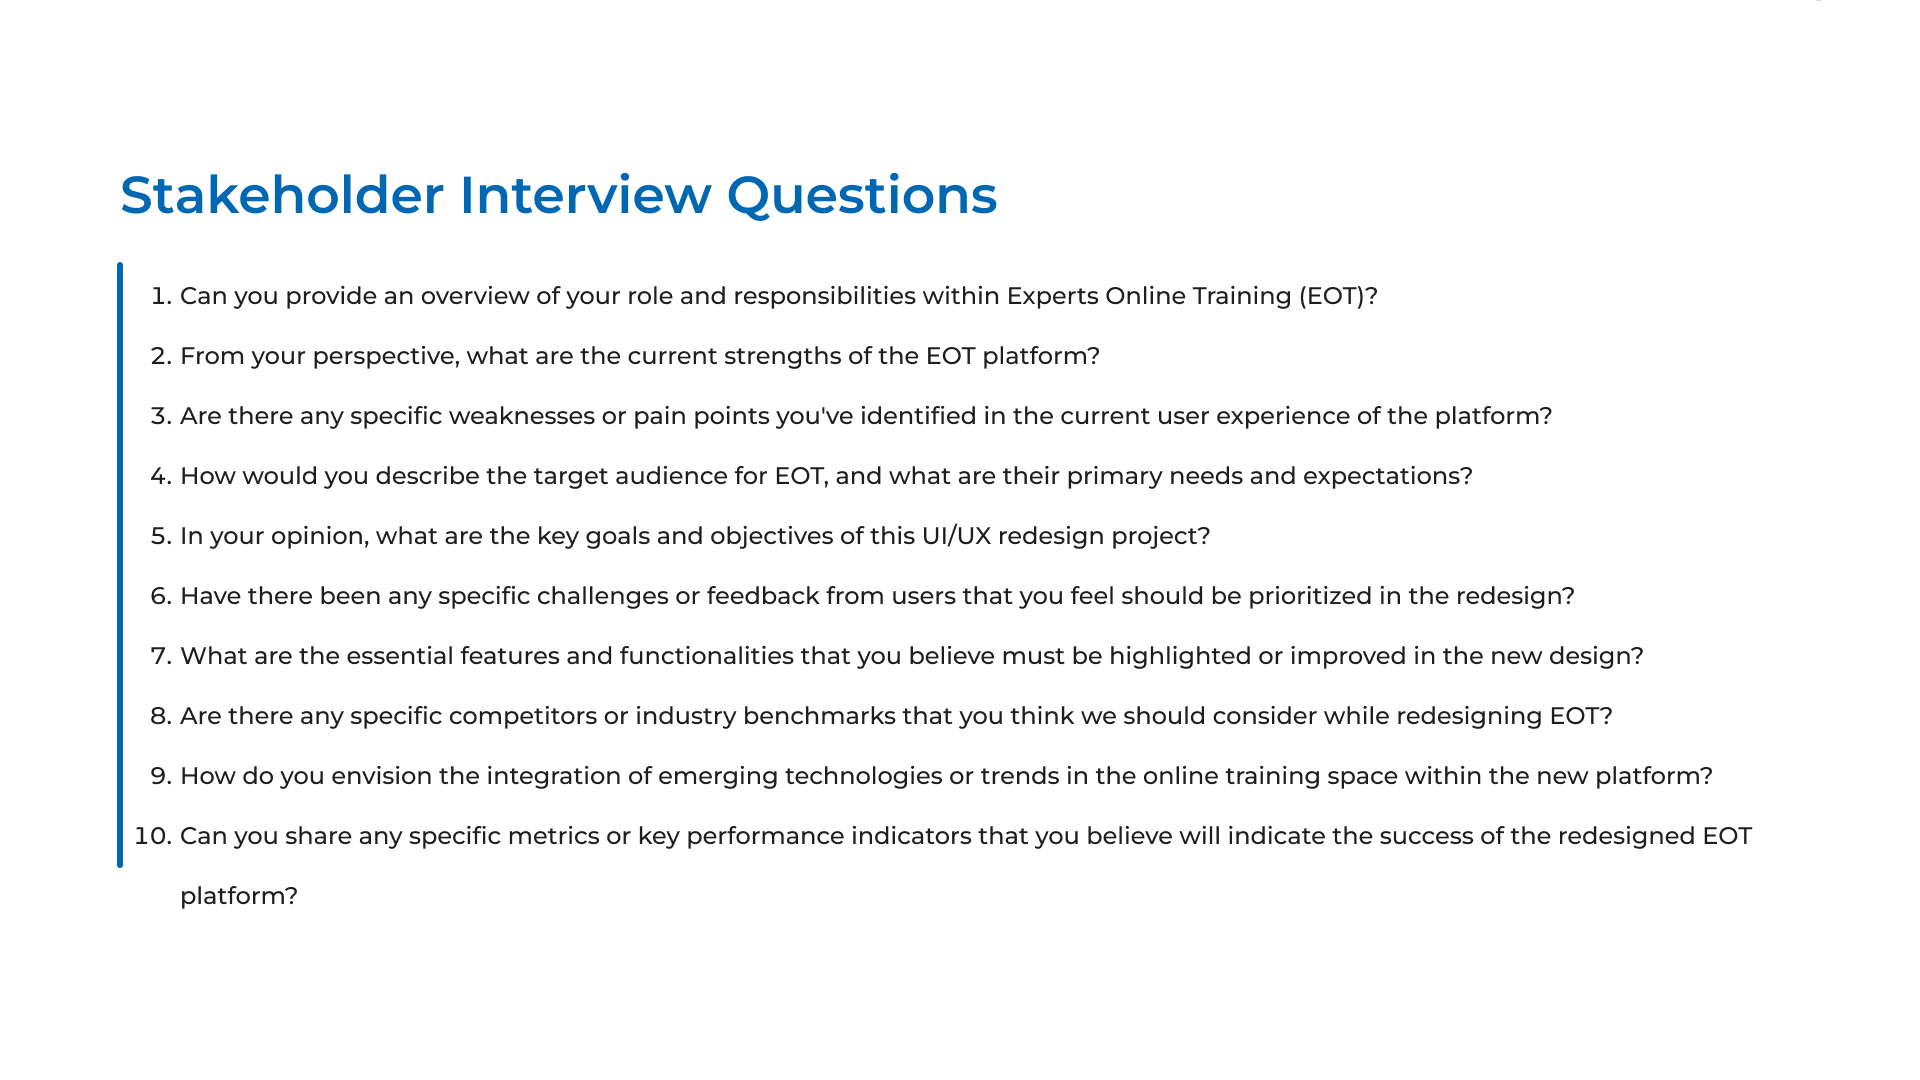 Stakeholder Interview Questions
1. Can you provide an overview of your role and responsibilities within Experts Online Training (EOT)?
2. From your perspective, what are the current strengths of the EOT platform?
3. Are there any specific weaknesses or pain points you've identified in the current user experience of the platform?
4. How would you describe the target audience for EOT, and what are their primary needs and expectations?
5. In your opinion, what are the key goals and objectives of this UI/UX redesign project?
6. Have there been any specific challenges or feedback from users that you feel should be prioritized in the redesign?
7. What are the essential features and functionalities that you believe must be highlighted or improved in the new design?
8. Are there any specific competitors or industry benchmarks that you think we should consider while redesigning EOT?
9. How do you envision the integration of emerging technologies or trends in the online training space within the new platform?
10. Can you share any specific metrics or key performance indicators that you believe will indicate the success of the redesigned EOT
platform?